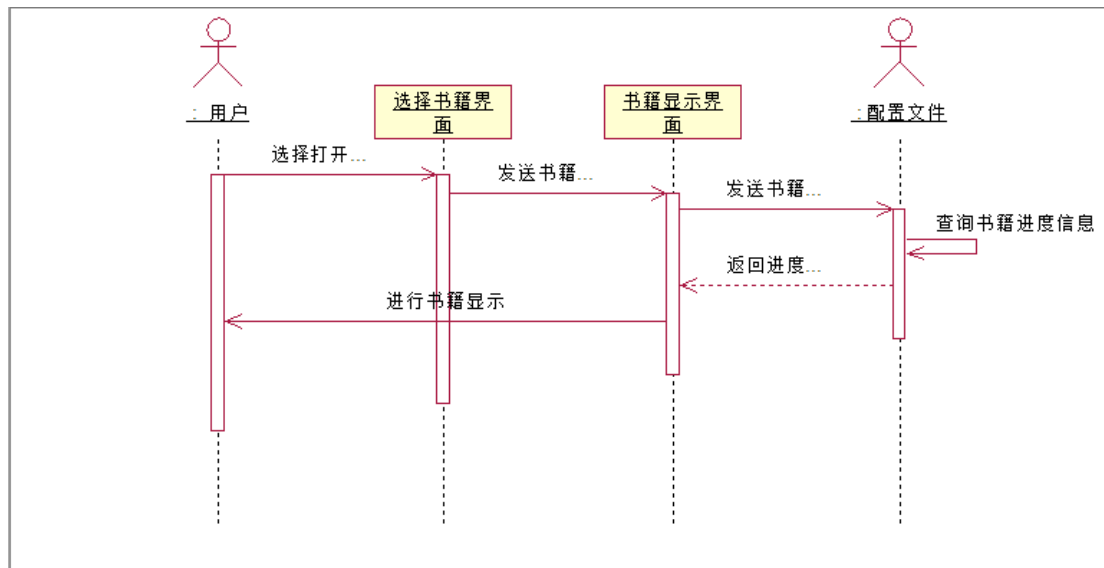 : 用户
选择书籍界
面
书籍显示界
面
:配置文件
选择打开...
发送书籍...
发送书籍...
查询书籍进度信息
返回进度...
进行书籍显示